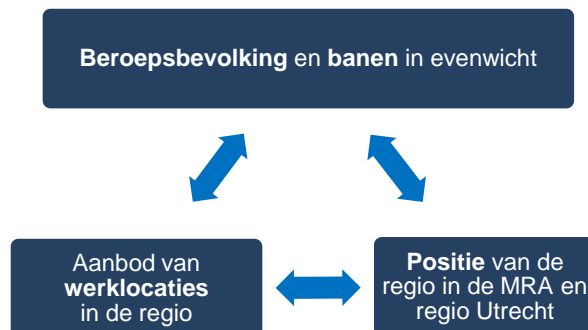 Beroepsbevolking en banen in evenwicht
Aanbod van
werklocaties
in de regio
Positie van de
regio in de MRA en
regio Utrecht